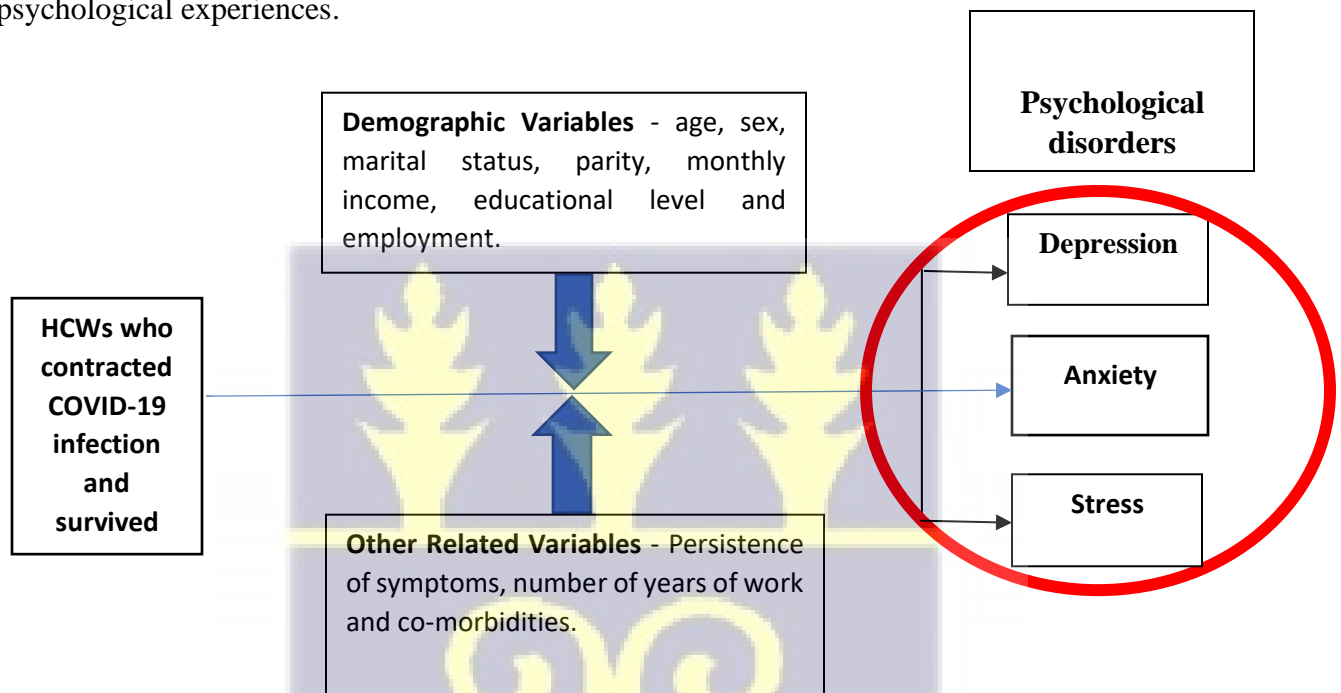 psychological experiences.
Psychological
disorders
Demographic Variables - age, sex,
marital status, parity, monthly
income, educational level and
employment.
HCWs who
contracted
COVID-19
infection
and
survived
Depression
Anxiety
Stress
Other Related Variables - Persistence
of symptoms, number of years of work
and co-morbidities.